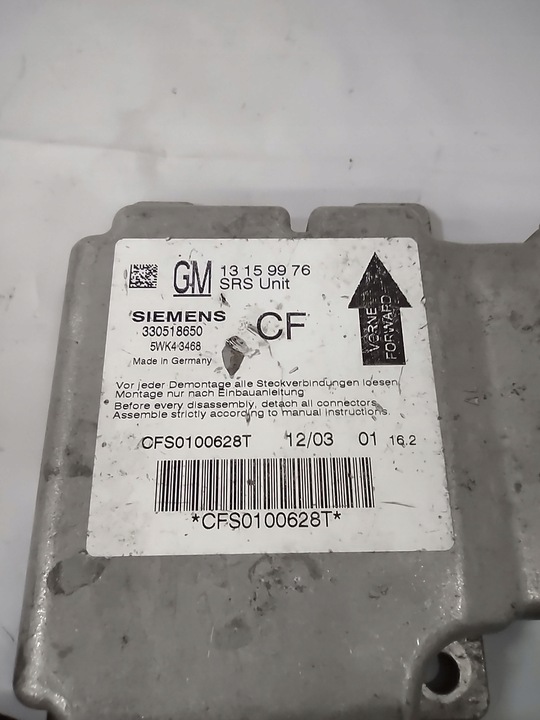 GM 13 15 99 76
SRS Unit
SIEMENS
330518650
5WK4 3468
Made in Germany
CF
VORNE
FORWARD
Vor jeder Demontage alle Steckverbindungen loesen.
Montage nur nach Einbauanleitung
Before every disassembly, detach all connectors.
Assemble strictly according to manual instructions.
CFS0100628T 12/03 01 16.2
*CFS0100628T*